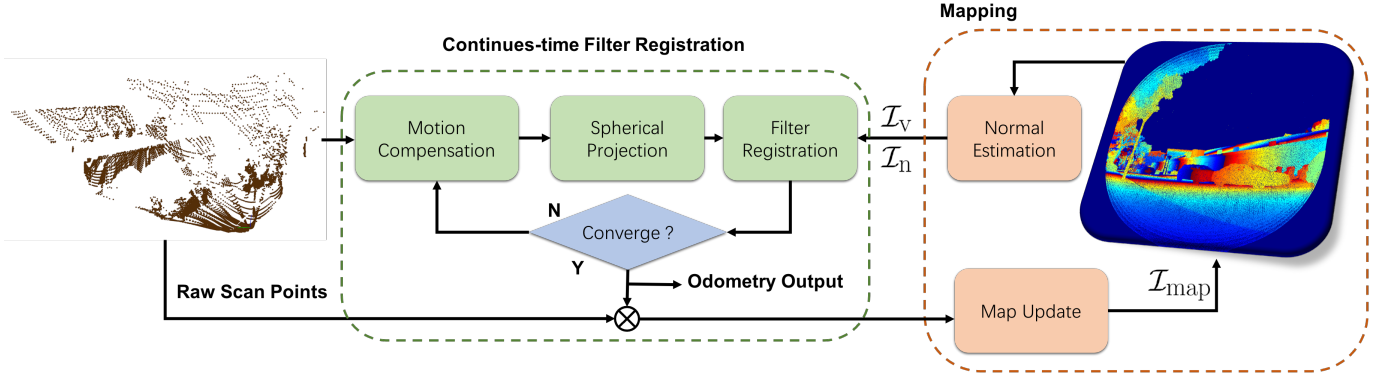 Mapping
Continues-time Filter Registration
Motion
Compensation
Spherical
Projection
Filter
Registration
𝓘v
𝓘n
Normal
Estimation
N
Converge ?
Y
Odometry Output
Raw Scan Points
Map Update
𝓘map